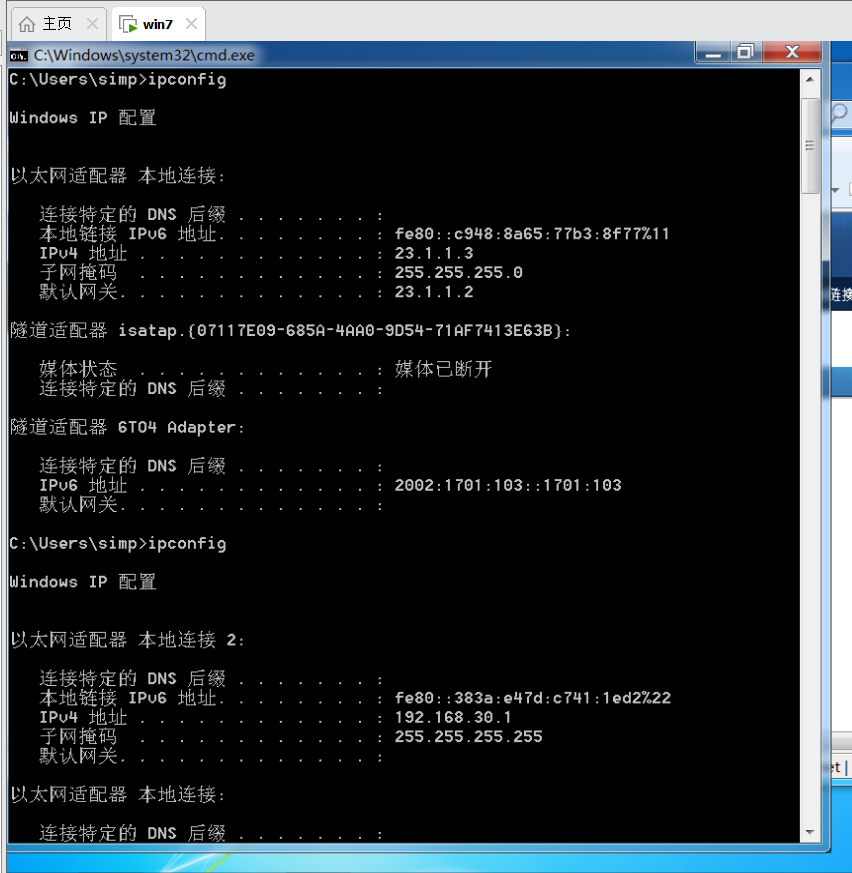 主页
win7
C:\Windows\system32\cmd.exe
C:\Users\simp>ipconfig
Windows IP 配置
以太网适配器 本地连接:
连接特定的 DNS 后缀 . . . . . . . :
本地链接 IPv6 地址. . . . . . . . : fe80::c948:8a65:77b3:8f77%11
IPv4 地址 . . . . . . . . . . . . : 23.1.1.3
子网掩码 . . . . . . . . . . . . : 255.255.255.0
默认网关. . . . . . . . . . . . . : 23.1.1.2
隧道适配器 isatap.{07117E09-685A-4AA0-9D54-71AF7413E63B}:
媒体状态 . . . . . . . . . . . . : 媒体已断开
连接特定的 DNS 后缀 . . . . . . . :
隧道适配器 6TO4 Adapter:
连接特定的 DNS 后缀 . . . . . . . :
IPv6 地址 . . . . . . . . . . . . : 2002:1701:103::1701:103
默认网关. . . . . . . . . . . . . :
C:\Users\simp>ipconfig
Windows IP 配置
以太网适配器 本地连接 2:
连接特定的 DNS 后缀 . . . . . . . :
本地链接 IPv6 地址. . . . . . . . : fe80::383a:e47d:c741:1ed2%22
IPv4 地址 . . . . . . . . . . . . : 192.168.30.1
子网掩码 . . . . . . . . . . . . : 255.255.255.255
默认网关. . . . . . . . . . . . . :
以太网适配器 本地连接:
连接特定的 DNS 后缀 . . . . . . . :